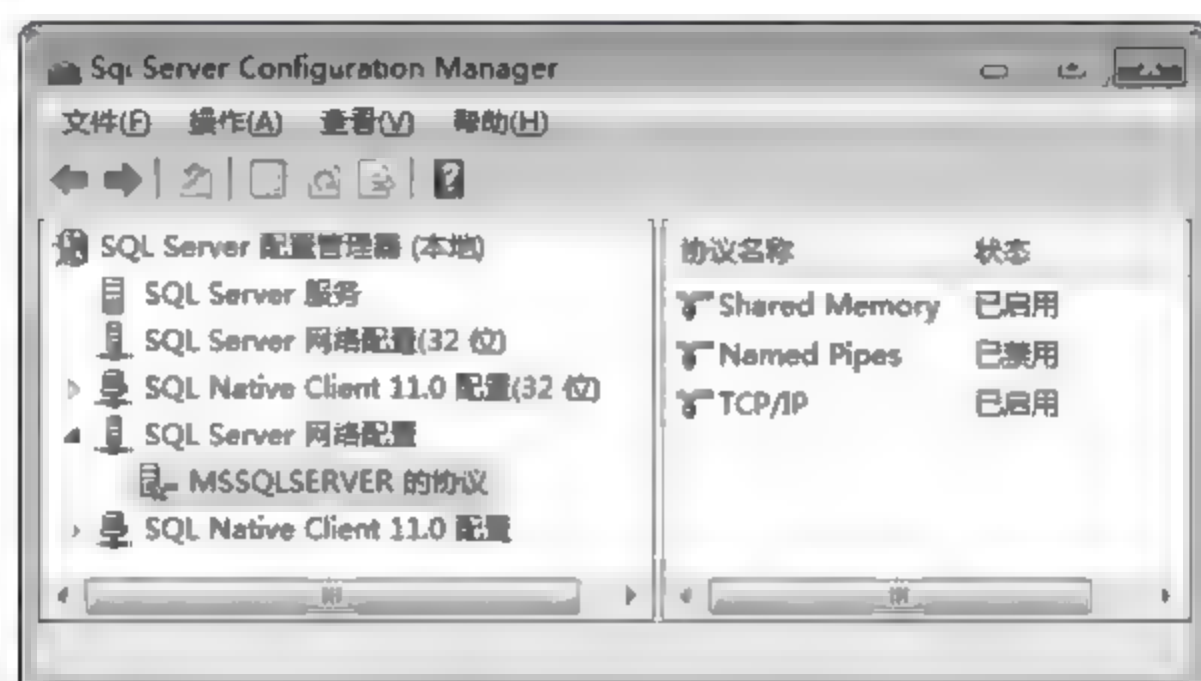 Sql Server Configuration Manager
文件(F) 操作(A) 查看(V) 帮助(H)
SQL Server 配置管理器 (本地)
SQL Server 服务
SQL Server 网络配置(32 位)
SQL Native Client 11.0 配置(32 位)
SQL Server 网络配置
MSSQLSERVER 的协议
SQL Native Client 11.0 配置
协议名称 状态
Shared Memory 已启用
Named Pipes 已禁用
TCP/IP 已启用